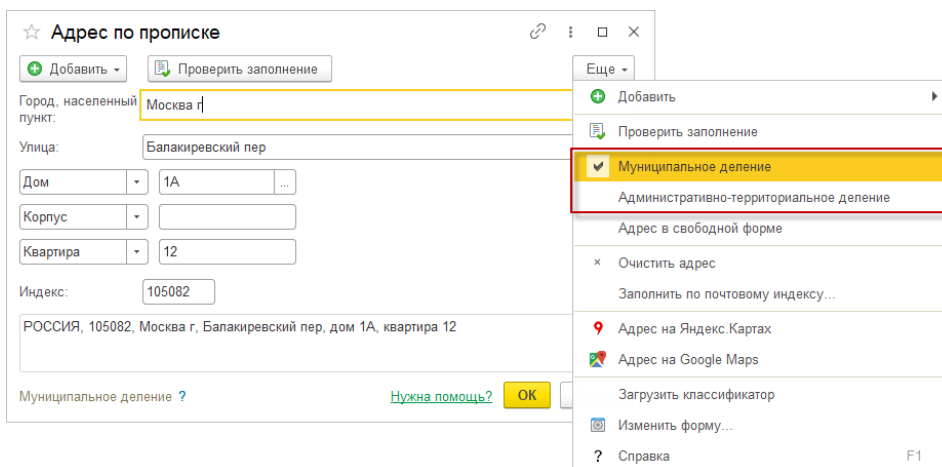 Адрес по прописке
Добавить
Проверить заполнение
Еще
Город, населенный
пункт:
Москва г
Улица:
Балакиревский пер
Дом
1А
...
Корпус
Квартира
12
Индекс:
105082
РОССИЯ, 105082, Москва г, Балакиревский пер, дом 1А, квартира 12
Муниципальное деление ?
Нужна помощь?
ОК
Добавить
Проверить заполнение
Муниципальное деление
Административно-территориальное деление
Адрес в свободной форме
Очистить адрес
Заполнить по почтовому индексу...
Адрес на Яндекс.Картах
Адрес на Google Maps
Загрузить классификатор
Изменить форму...
? Справка F1